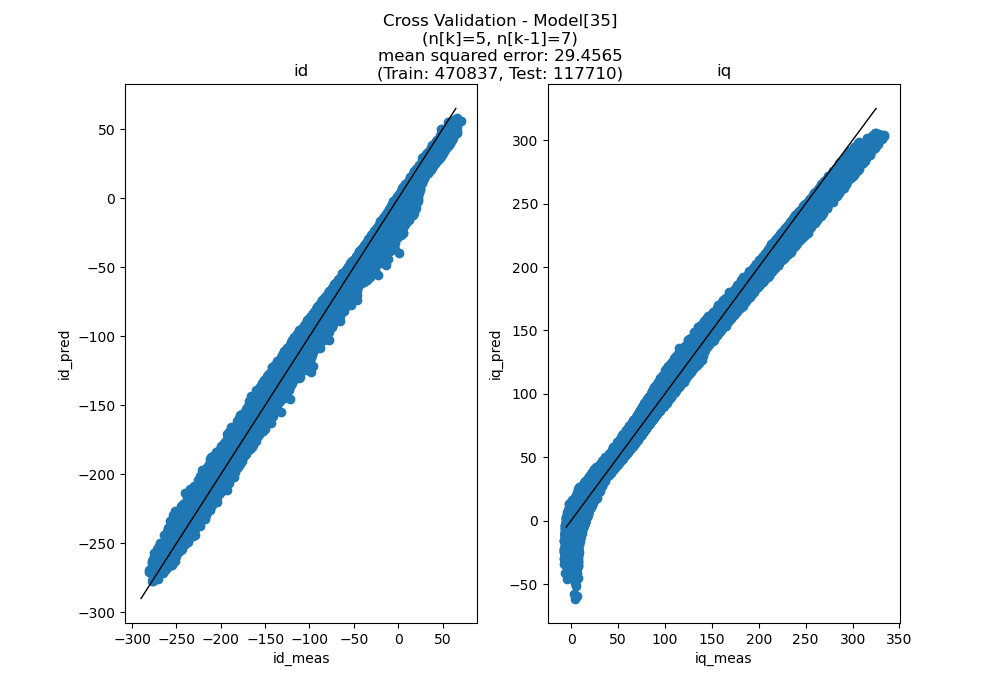 Cross Validation - Model[35]
(n[k]=5, n[k-1]=7)
mean squared error: 29.4565
(Train: 470837, Test: 117710)
id
50
0
−50
−100
−150
−200
−250
−300
id_pred
−300 −250 −200 −150 −100 −50 0 50
id_meas
iq
300
250
200
150
100
50
0
−50
iq_pred
0 50 100 150 200 250 300 350
iq_meas